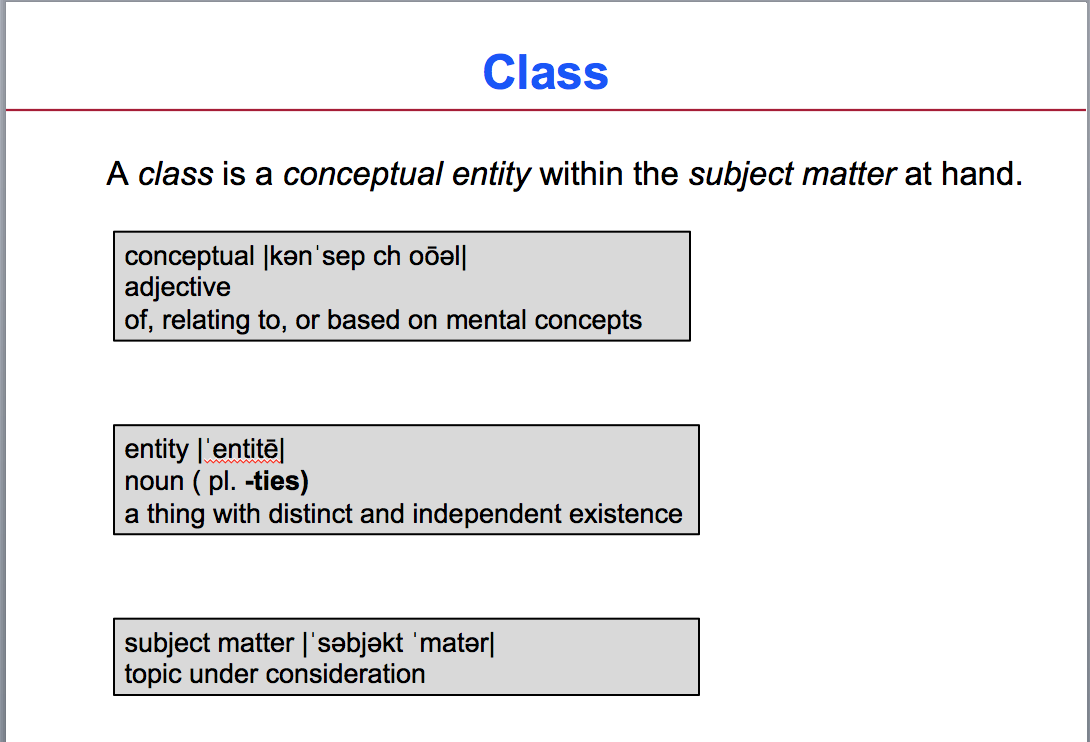 Class
A class is a conceptual entity within the subject matter at hand.
conceptual |kənˈsep ch oōəl|
adjective
of, relating to, or based on mental concepts
entity |ˈentitē|
noun ( pl. -ties)
a thing with distinct and independent existence
subject matter |ˈsəbjəkt ˈmatər|
topic under consideration